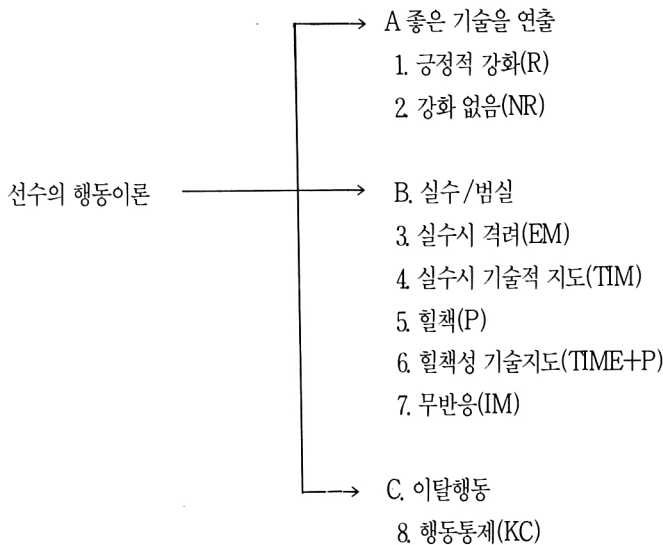 A 좋은 기술을 연출
1. 긍정적 강화(R)
2. 강화 없음(NR)
선수의 행동이론
B. 실수/범실
3. 실수시 격려(EM)
4. 실수시 기술적 지도(TIM)
5. 힐책(P)
6. 힐책성 기술지도(TIME+P)
7. 무반응(IM)
C. 이탈행동
8. 행동통제(KC)